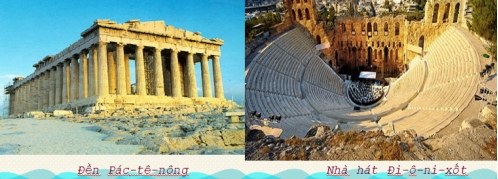 Đền Pác-tê-nông
Nhà hát Đi-ô-ni-xốt